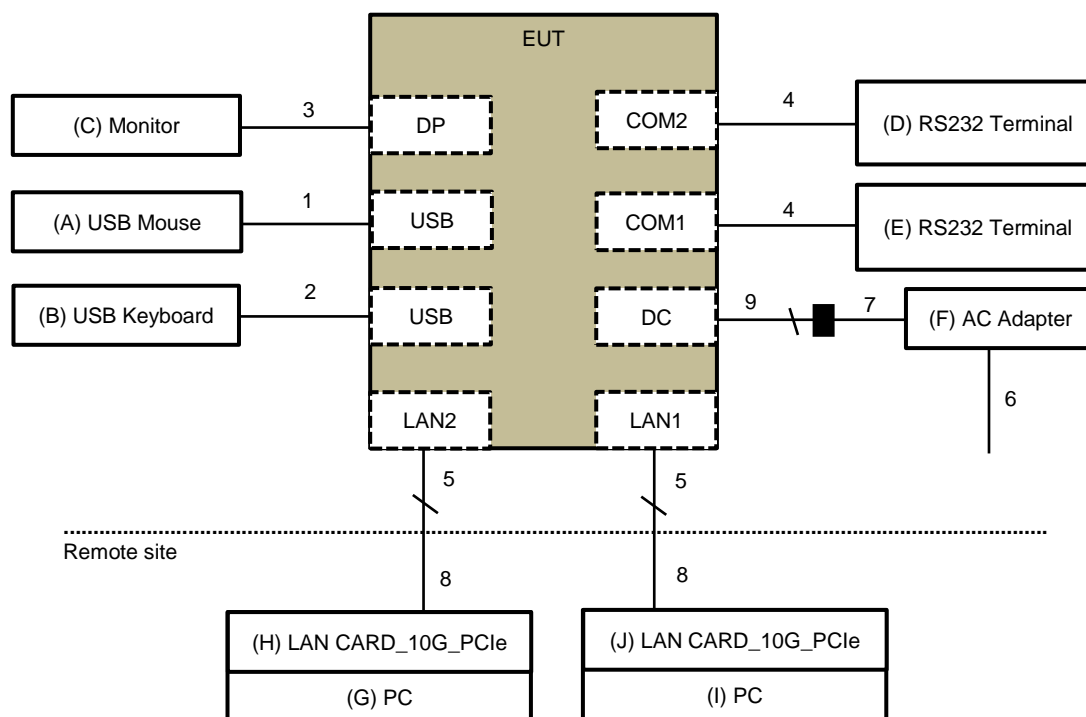 EUT
3
4
(C) Monitor
DP
COM2
(D) RS232 Terminal
1
4
(A) USB Mouse
USB
COM1
(E) RS232 Terminal
2
9
7
(B) USB Keyboard
USB
DC
(F) AC Adapter
6
LAN2
LAN1
5
5
Remote site
8
8
(H) LAN CARD_10G_PCIe
(J) LAN CARD_10G_PCIe
(G) PC
(I) PC